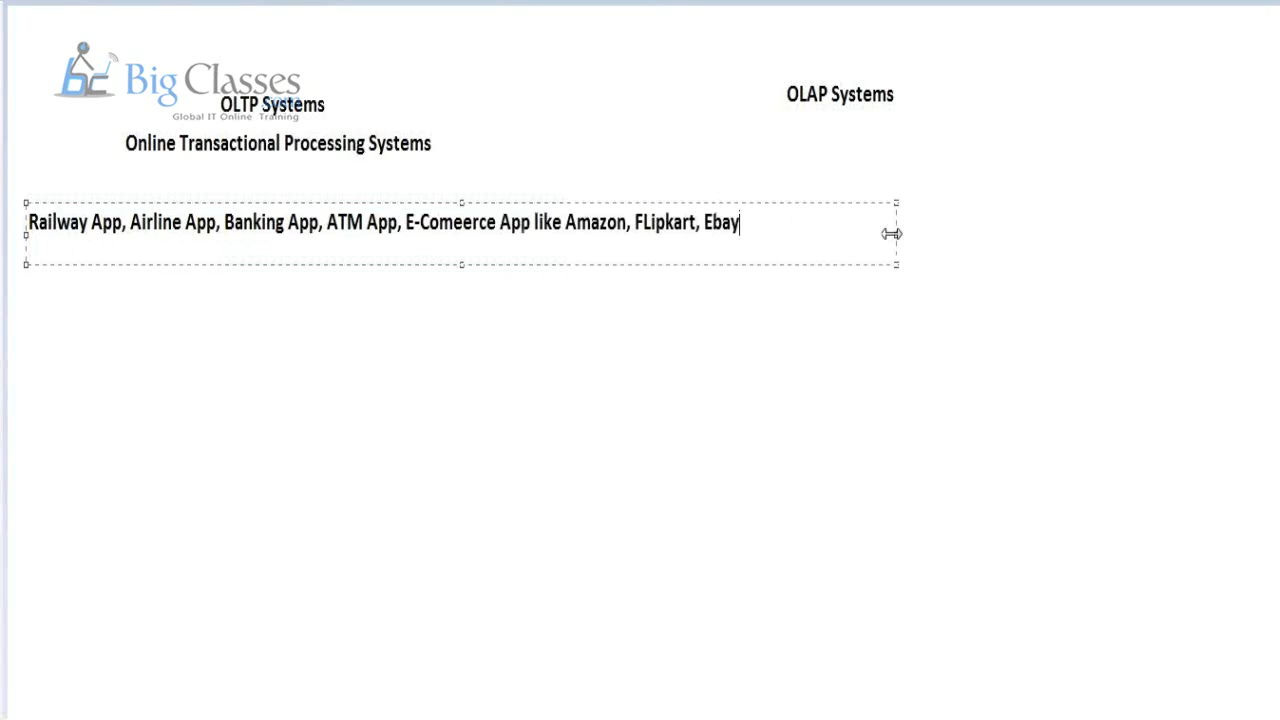 Big Classes
.com
Global IT Online Training
OLTP Systems
OLAP Systems
Online Transactional Processing Systems
Railway App, Airline App, Banking App, ATM App, E-Comeerce App like Amazon, FLipkart, Ebay